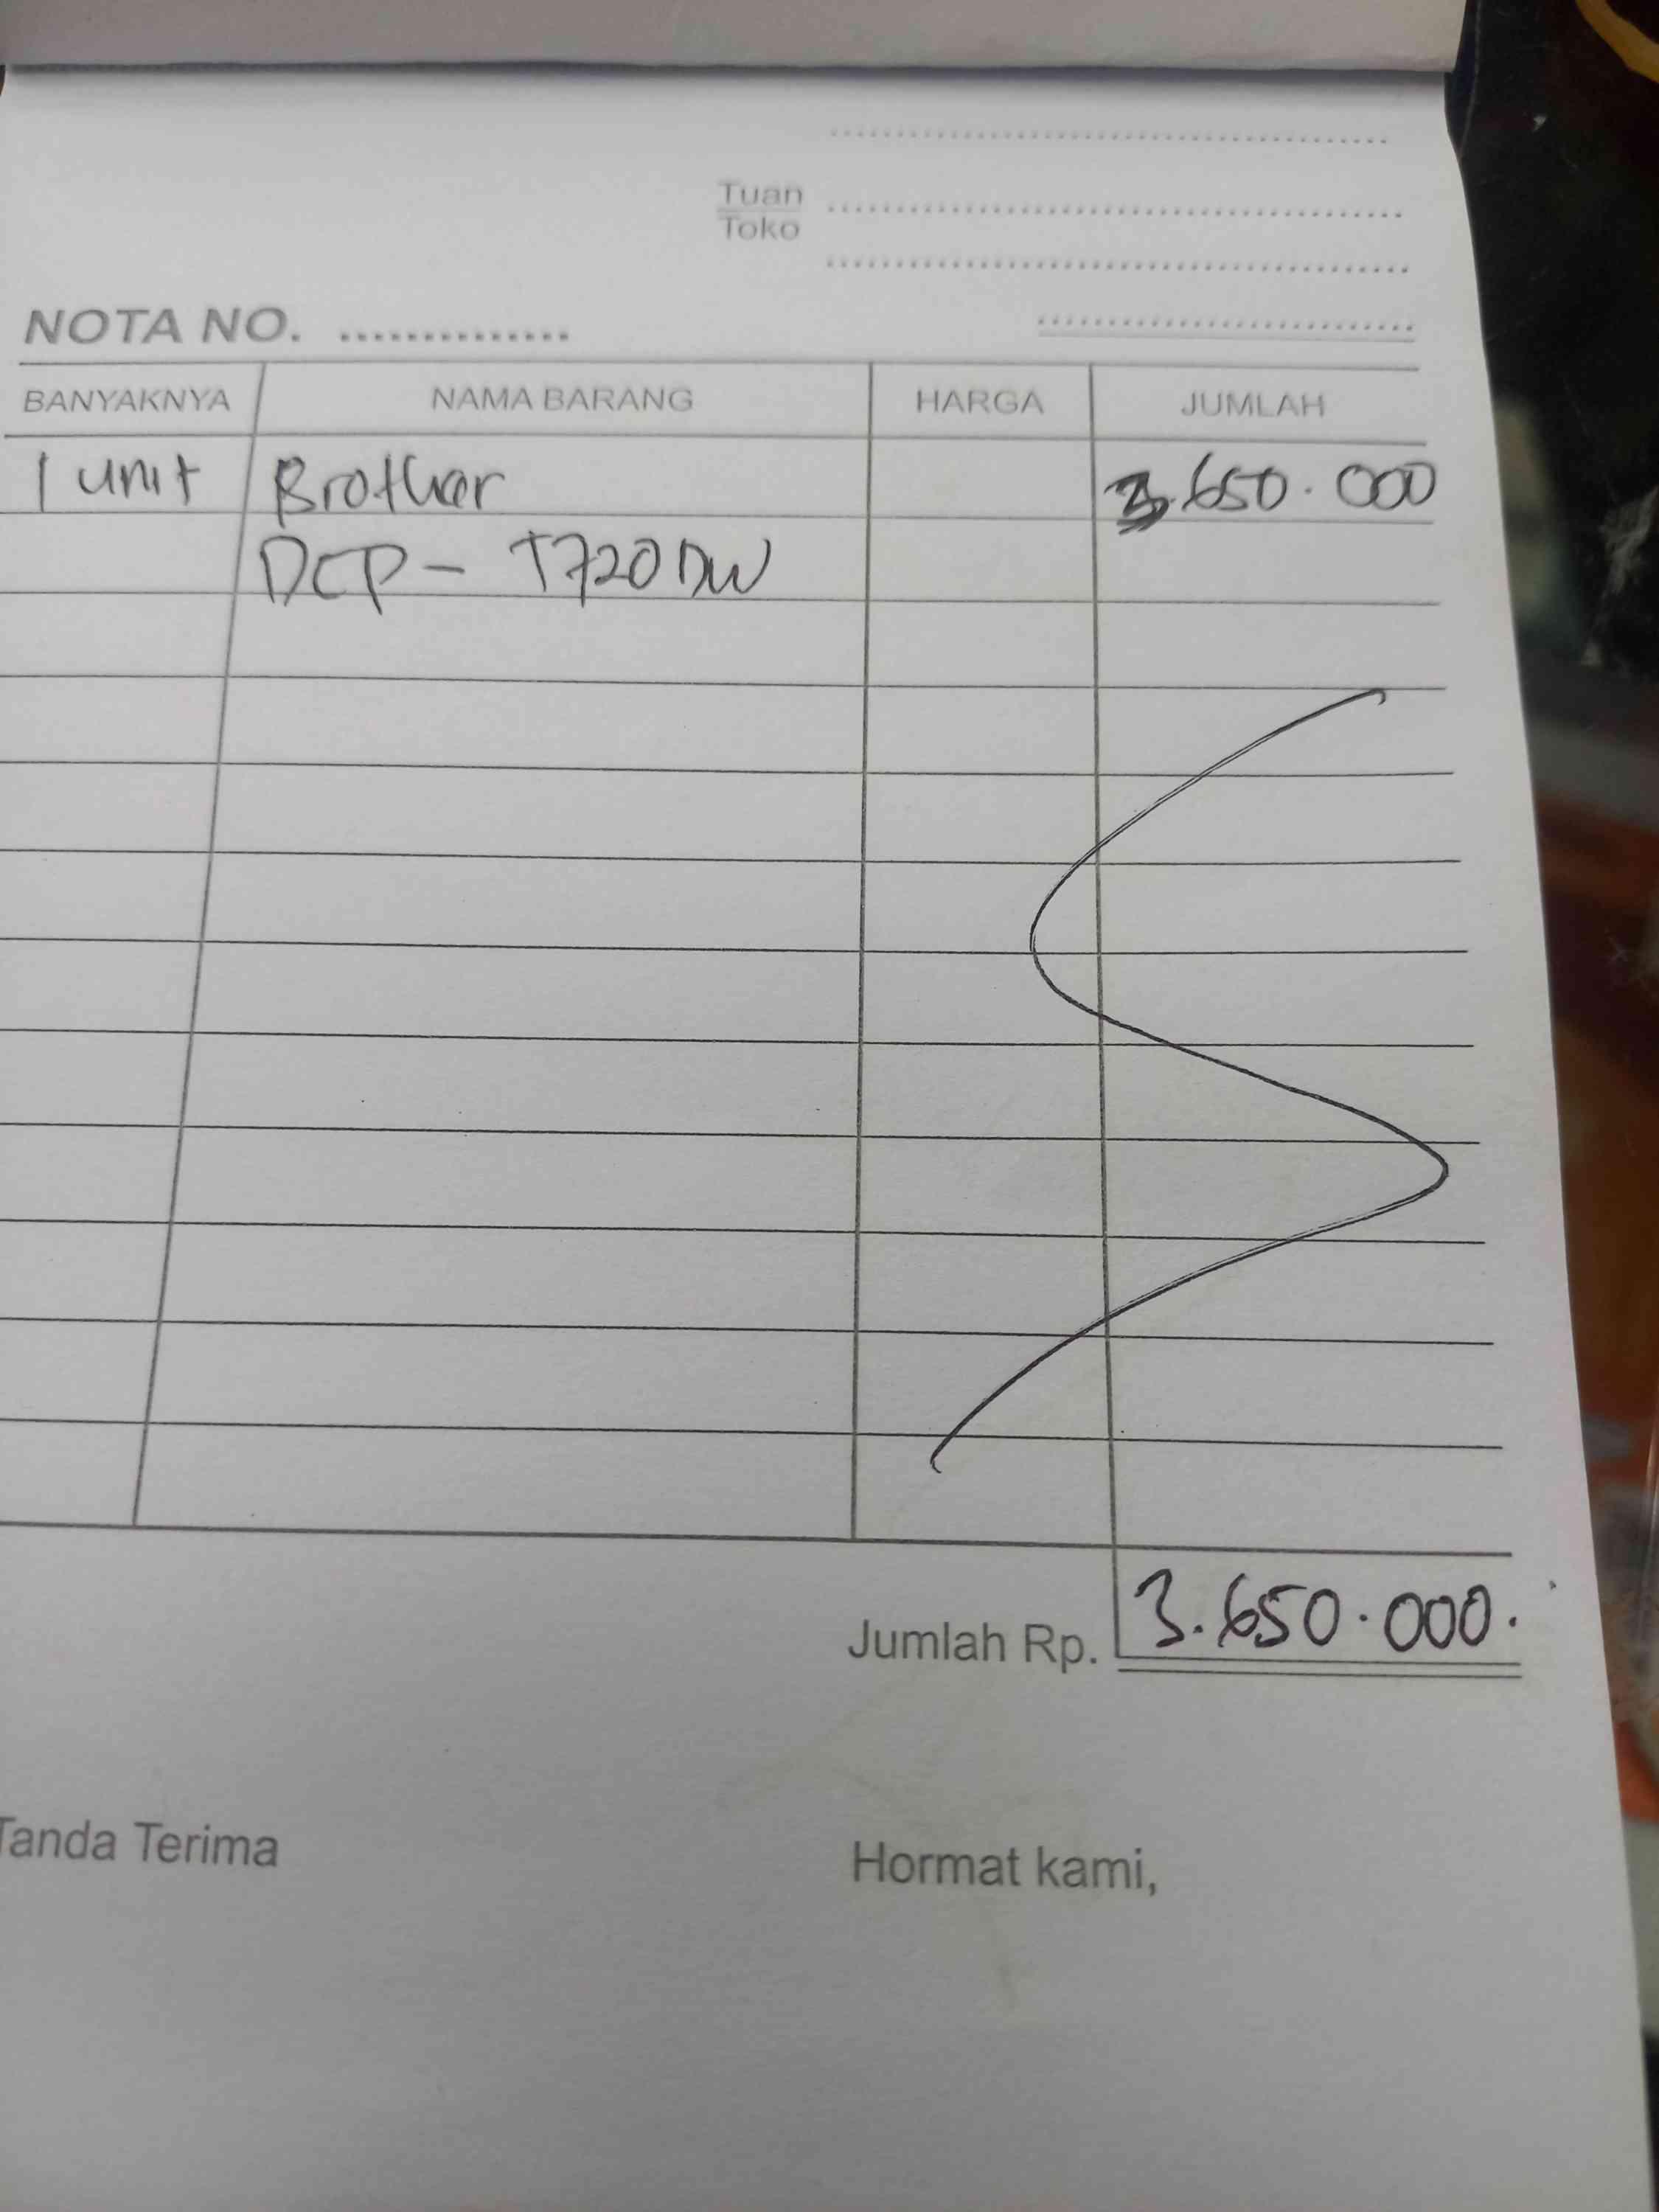 Tuan
Toko
NOTA NO. ..............
BANYAKNYA NAMA BARANG HARGA JUMLAH
1 unit Brother 3.650.000
DCP - T720DW
Jumlah Rp. 3.650.000.
Tanda Terima Hormat kami,